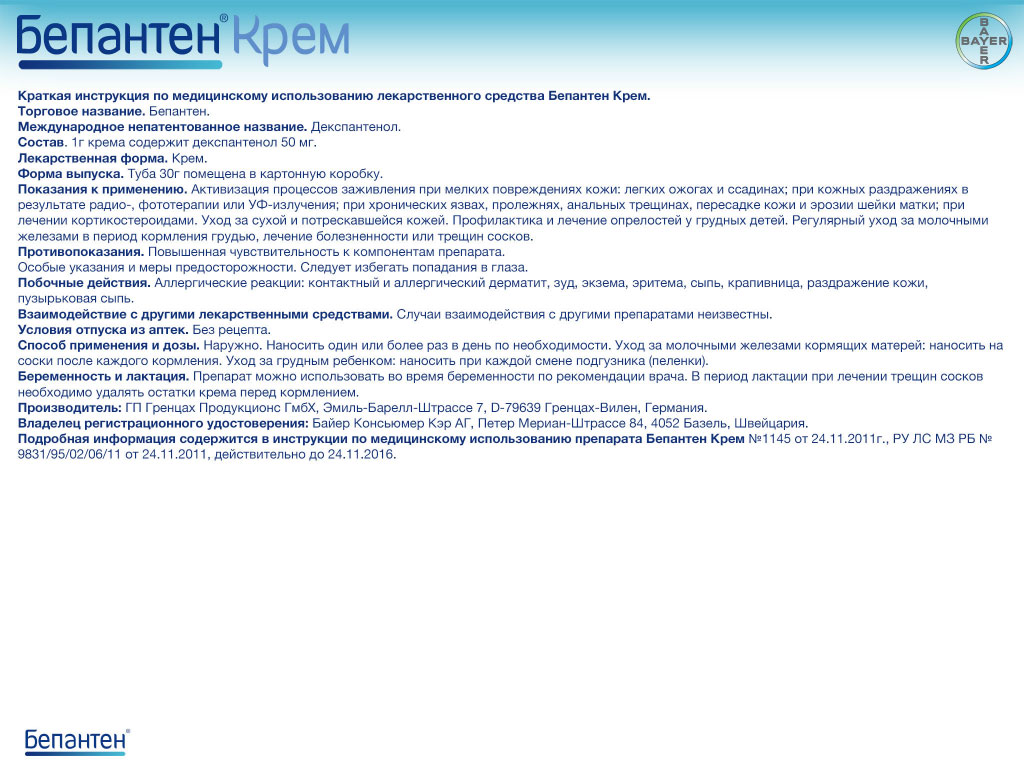 Бепантен® Крем
BAYER
BAYER
Краткая инструкция по медицинскому использованию лекарственного средства Бепантен Крем.
Торговое название. Бепантен.
Международное непатентованное название. Декспантенол.
Состав. 1г крема содержит декспантенол 50 мг.
Лекарственная форма. Крем.
Форма выпуска. Туба 30г помещена в картонную коробку.
Показания к применению. Активизация процессов заживления при мелких повреждениях кожи: легких ожогах и ссадинах; при кожных раздражениях в
результате радио-, фототерапии или УФ-излучения; при хронических язвах, пролежнях, анальных трещинах, пересадке кожи и эрозии шейки матки; при
лечении кортикостероидами. Уход за сухой и потрескавшейся кожей. Профилактика и лечение опрелостей у грудных детей. Регулярный уход за молочными
железами в период кормления грудью, лечение болезненности или трещин сосков.
Противопоказания. Повышенная чувствительность к компонентам препарата.
Особые указания и меры предосторожности. Следует избегать попадания в глаза.
Побочные действия. Аллергические реакции: контактный и аллергический дерматит, зуд, экзема, эритема, сыпь, крапивница, раздражение кожи,
пузырьковая сыпь.
Взаимодействие с другими лекарственными средствами. Случаи взаимодействия с другими препаратами неизвестны.
Условия отпуска из аптек. Без рецепта.
Способ применения и дозы. Наружно. Наносить один или более раз в день по необходимости. Уход за молочными железами кормящих матерей: наносить на
соски после каждого кормления. Уход за грудным ребенком: наносить при каждой смене подгузника (пеленки).
Беременность и лактация. Препарат можно использовать во время беременности по рекомендации врача. В период лактации при лечении трещин сосков
необходимо удалять остатки крема перед кормлением.
Производитель: ГП Гренцах Продукционс ГмбХ, Эмиль-Барелл-Штрассе 7, D-79639 Гренцах-Вилен, Германия.
Владелец регистрационного удостоверения: Байер Консьюмер Кэр АГ, Петер Мериан-Штрассе 84, 4052 Базель, Швейцария.
Подробная информация содержится в инструкции по медицинскому использованию препарата Бепантен Крем №1145 от 24.11.2011г., РУ ЛС МЗ РБ №
9831/95/02/06/11 от 24.11.2011, действительно до 24.11.2016.
Бепантен®